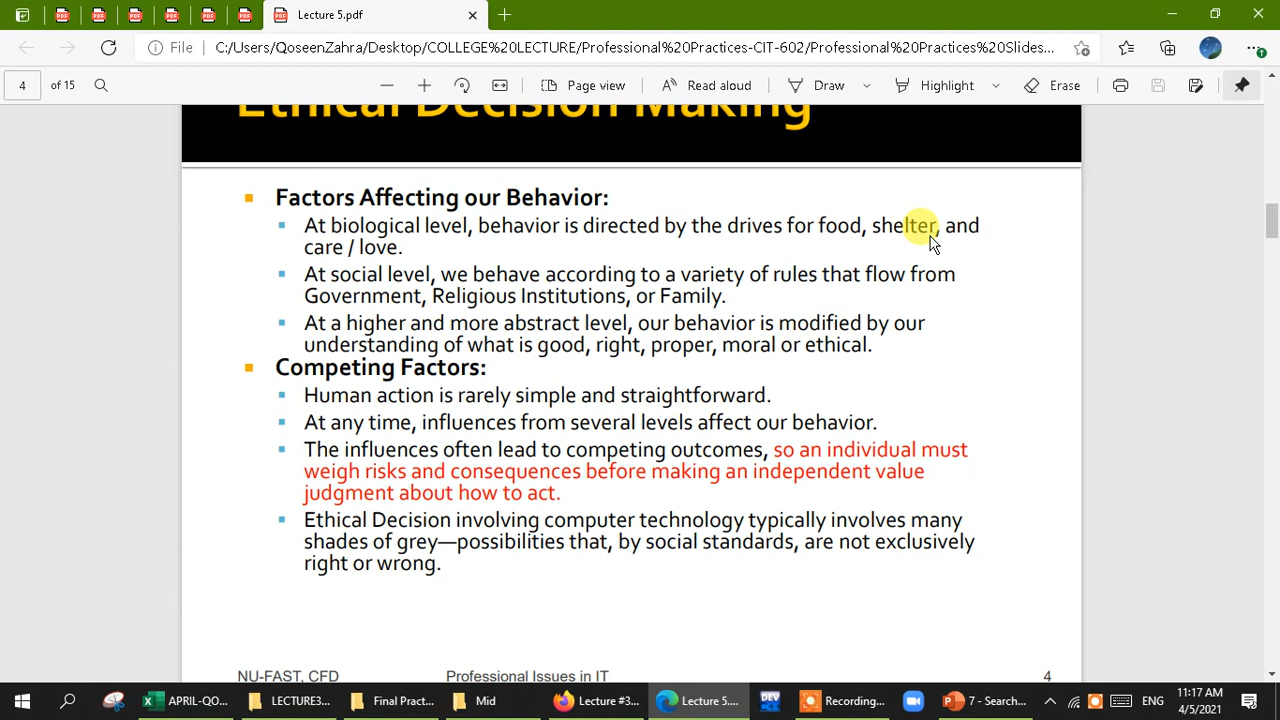 Lecture 5.pdf
File
C:/Users/QoseenZahra/Desktop/COLLEGE%20LECTURE/Professional%20Practices-CIT-602/Professional%20Practices%20Slides...
4 of 15
Page view
Read aloud
Draw
Highlight
Erase
Ethical Decision Making
Factors Affecting our Behavior:
At biological level, behavior is directed by the drives for food, shelter, and
care / love.
At social level, we behave according to a variety of rules that flow from
Government, Religious Institutions, or Family.
At a higher and more abstract level, our behavior is modified by our
understanding of what is good, right, proper, moral or ethical.
Competing Factors:
Human action is rarely simple and straightforward.
At any time, influences from several levels affect our behavior.
The influences often lead to competing outcomes, so an individual must
weigh risks and consequences before making an independent value
judgment about how to act.
Ethical Decision involving computer technology typically involves many
shades of grey—possibilities that, by social standards, are not exclusively
right or wrong.
NU-FAST, CFD
Professional Issues in IT
4
APRIL-QO...
LECTURE3...
Final Pract...
Mid
Lecture #3...
Lecture 5....
DEV
Recording...
7 - Search...
ENG
11:17 AM
4/5/2021